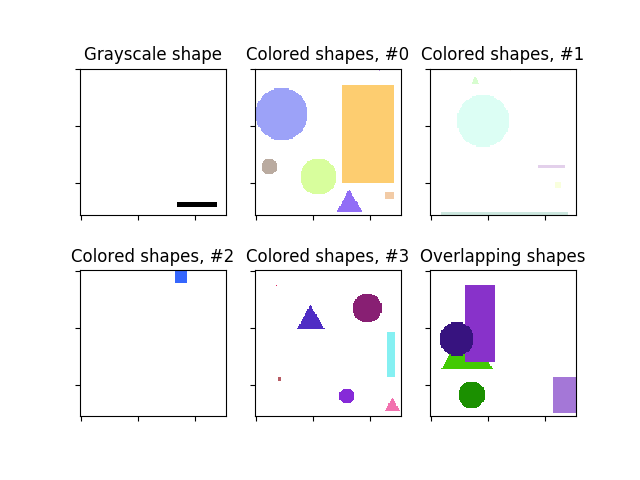 Grayscale shape
Colored shapes, #0
Colored shapes, #1
Colored shapes, #2
Colored shapes, #3
Overlapping shapes